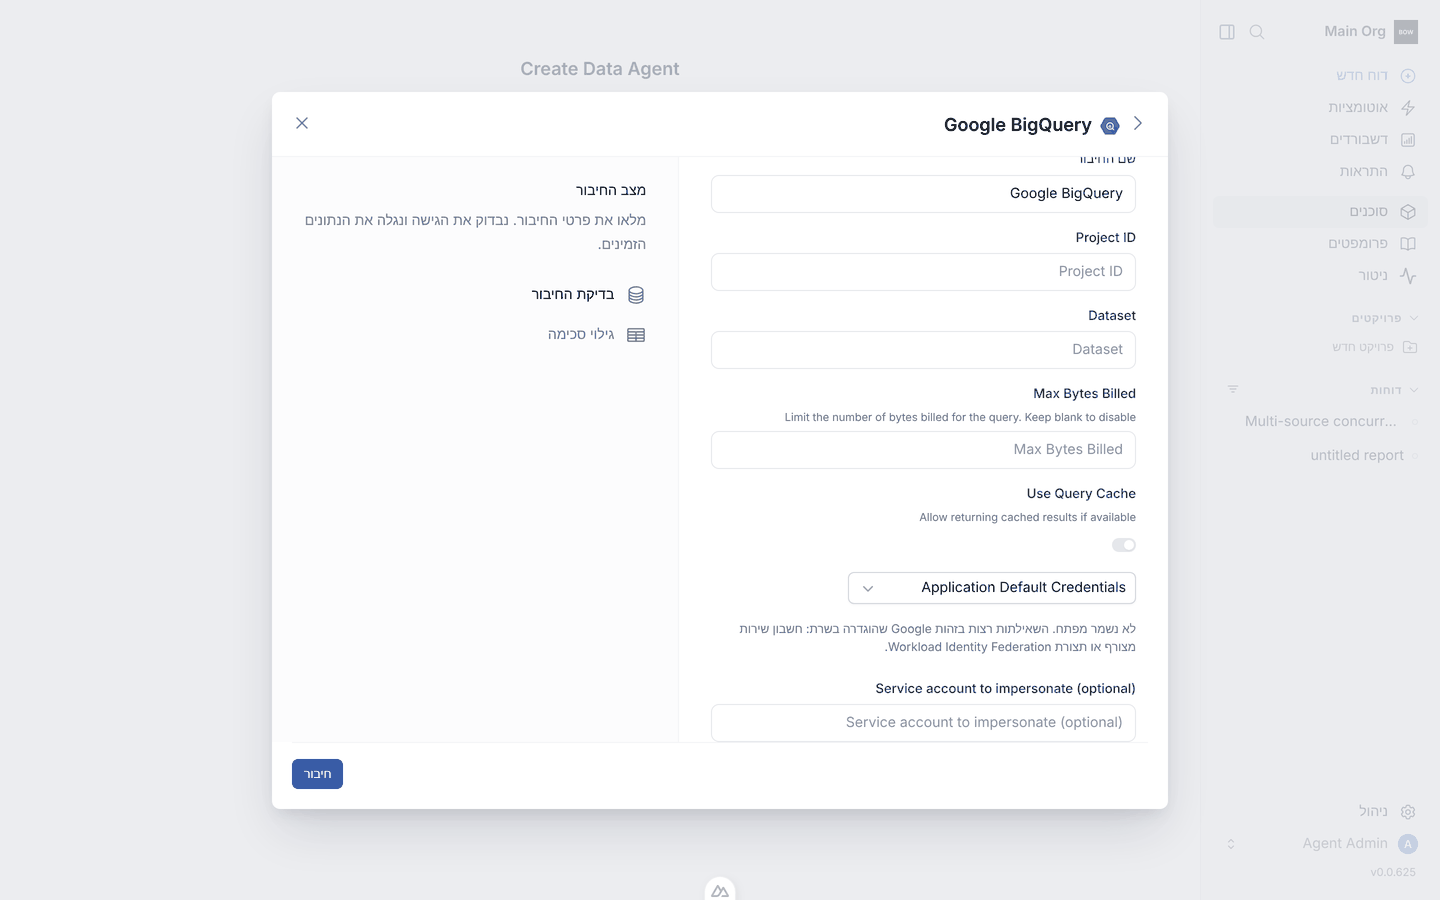 Main Org
BOW
דוח חדש
אוטומציות
דשבורדים
התראות
סוכנים
פרומפטים
ניטור
פרויקטים
פרויקט חדש
דוחות
Multi-source concurr...
untitled report
ניהול
Agent Admin
A
v0.0.625
Create Data Agent
Google BigQuery
שם החיבור
Google BigQuery
Project ID
Project ID
Dataset
Dataset
Max Bytes Billed
Limit the number of bytes billed for the query. Keep blank to disable
Max Bytes Billed
Use Query Cache
Allow returning cached results if available
Application Default Credentials
לא נשמר מפתח. השאילתות רצות בזהות Google שהוגדרה בשרת: חשבון שירות
מצורף או תצורת Workload Identity Federation.
Service account to impersonate (optional)
Service account to impersonate (optional)
מצב החיבור
מלאו את פרטי החיבור. נבדוק את הגישה ונגלה את הנתונים
הזמינים.
בדיקת החיבור
גילוי סכימה
חיבור